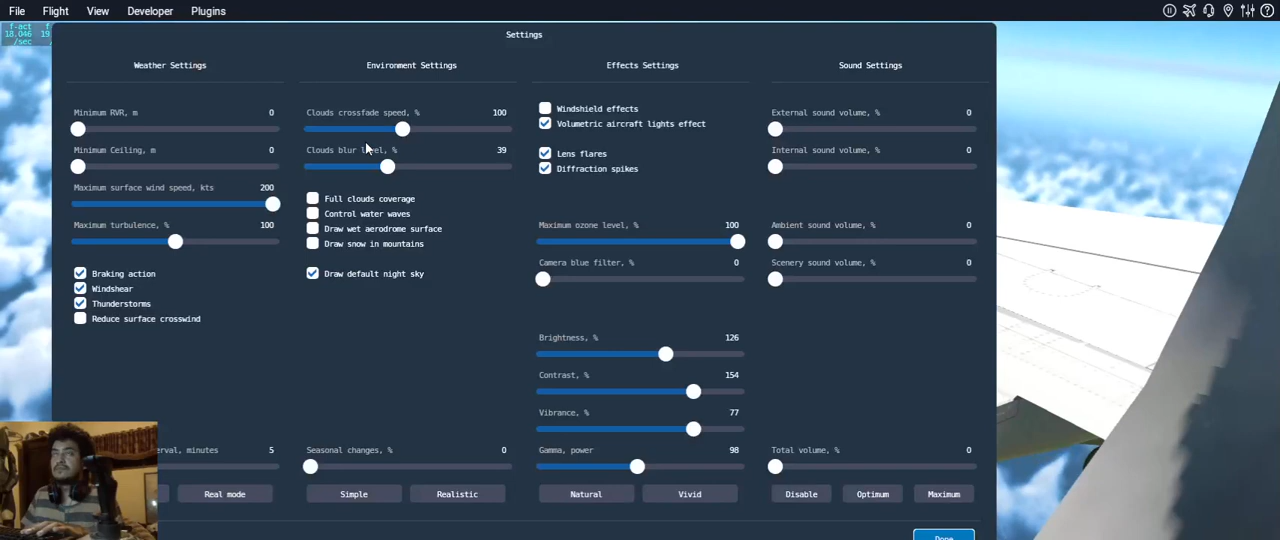 File Flight View Developer Plugins
f-act f
18.046 19
/sec /
Settings
Weather Settings
Minimum RVR, m 0
Minimum Ceiling, m 0
Maximum surface wind speed, kts 200
Maximum turbulence, % 100
Braking action
Windshear
Thunderstorms
Reduce surface crosswind
erval, minutes 5
Real mode
Environment Settings
Clouds crossfade speed, % 100
Clouds blur level, % 39
Full clouds coverage
Control water waves
Draw wet aerodrome surface
Draw snow in mountains
Draw default night sky
Seasonal changes, % 0
Simple Realistic
Effects Settings
Windshield effects
Volumetric aircraft lights effect
Lens flares
Diffraction spikes
Maximum ozone level, % 100
Camera blue filter, % 0
Brightness, % 126
Contrast, % 154
Vibrance, % 77
Gamma, power 98
Natural Vivid
Sound Settings
External sound volume, % 0
Internal sound volume, % 0
Ambient sound volume, % 0
Scenery sound volume, % 0
Total volume, % 0
Disable Optimum Maximum
Done